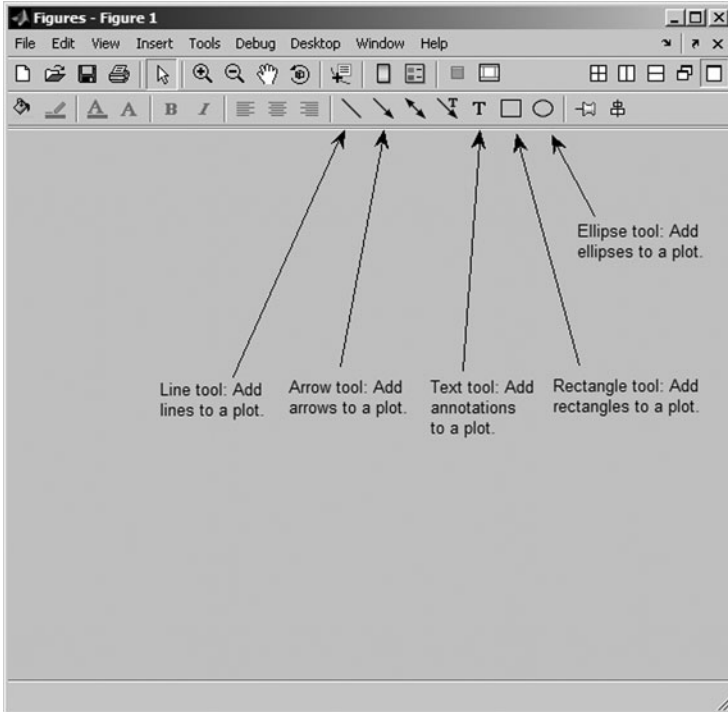 Figures - Figure 1
File Edit View Insert Tools Debug Desktop Window Help
A A B I T T
Ellipse tool: Add
ellipses to a plot.
Line tool: Add
lines to a plot.
Arrow tool: Add
arrows to a plot.
Text tool: Add
annotations
to a plot.
Rectangle tool: Add
rectangles to a plot.